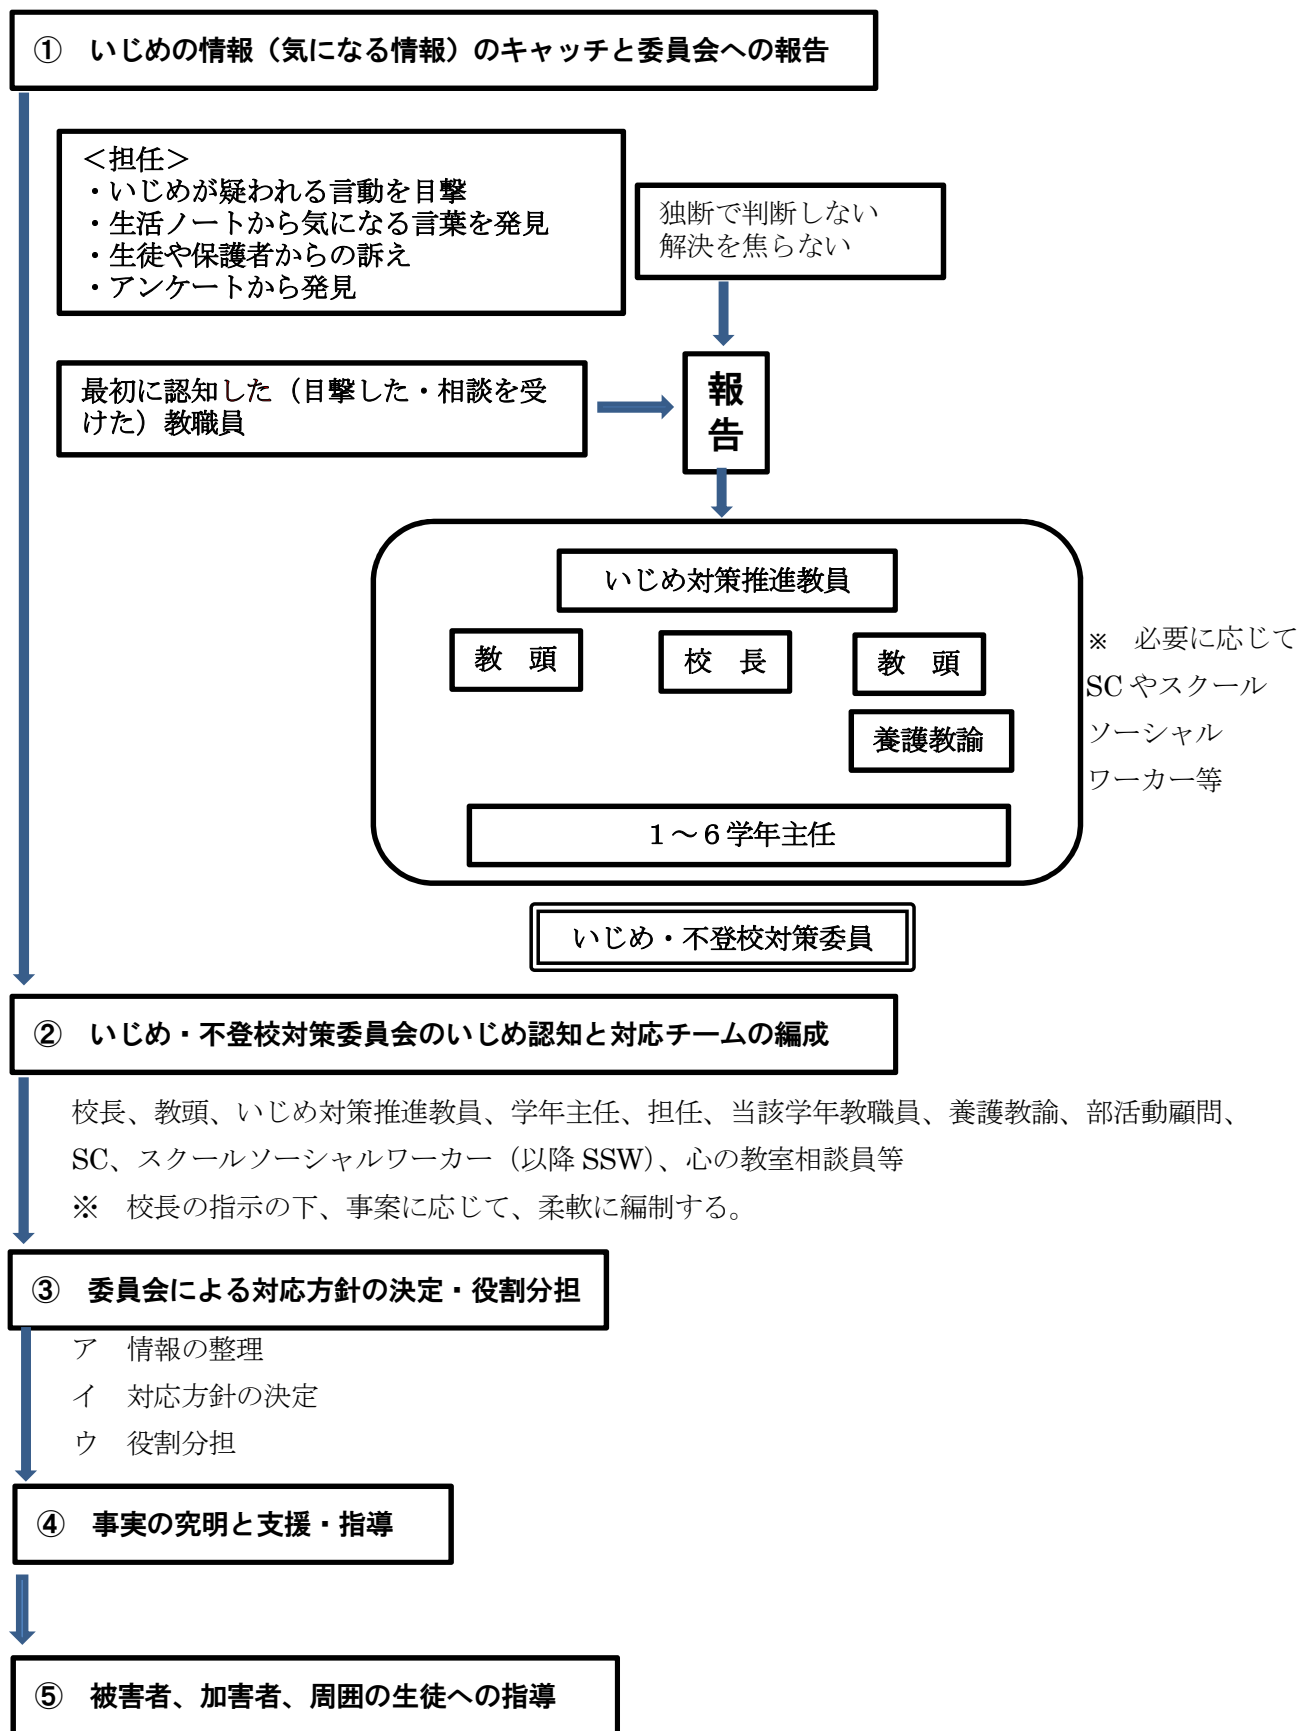 ① いじめの情報（気になる情報）のキャッチと委員会への報告
＜担任＞
・いじめが疑われる言動を目撃
・生活ノートから気になる言葉を発見
・生徒や保護者からの訴え
・アンケートから発見
独断で判断しない
解決を焦らない
最初に認知した（目撃した・相談を受
けた）教職員
報
告
いじめ対策推進教員
教　頭
校　長
教　頭
養護教諭
１～６学年主任
※　必要に応じて
SC やスクール
ソーシャル
ワーカー等
いじめ・不登校対策委員
②　いじめ・不登校対策委員会のいじめ認知と対応チームの編成
校長、教頭、いじめ対策推進教員、学年主任、担任、当該学年教職員、養護教諭、部活動顧問、
SC、スクールソーシャルワーカー（以降 SSW）、心の教室相談員等
※　校長の指示の下、事案に応じて、柔軟に編制する。
③　委員会による対応方針の決定・役割分担
ア　情報の整理
イ　対応方針の決定
ウ　役割分担
④　事実の究明と支援・指導
⑤　被害者、加害者、周囲の生徒への指導